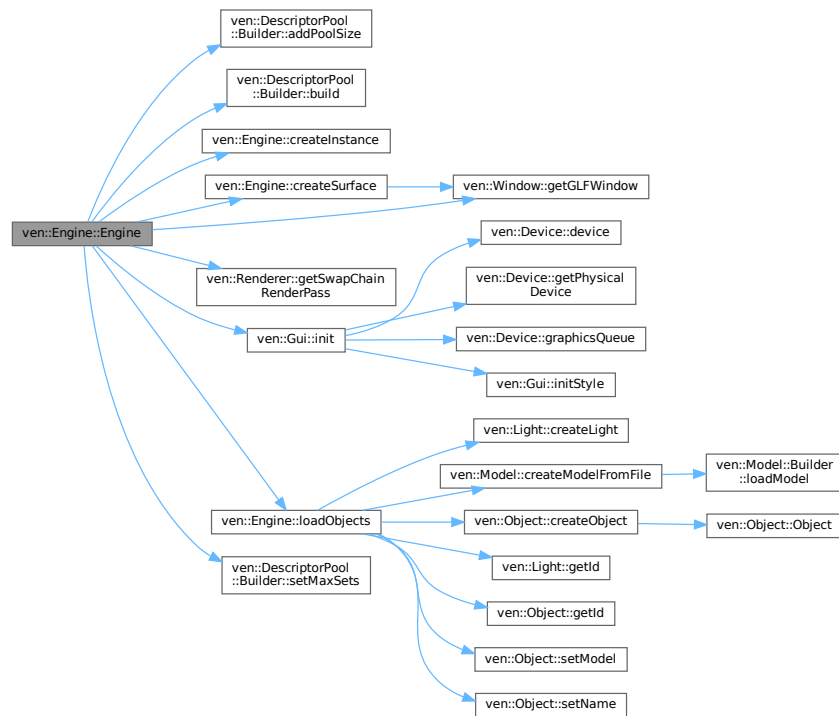 ven::DescriptorPool
::Builder::addPoolSize
ven::DescriptorPool
::Builder::build
ven::Engine::createInstance
ven::Engine::createSurface
ven::Window::getGLFWindow
ven::Engine::Engine
ven::Device::device
ven::Renderer::getSwapChain
RenderPass
ven::Device::getPhysical
Device
ven::Gui::init
ven::Device::graphicsQueue
ven::Gui::initStyle
ven::Light::createLight
ven::Model::createModelFromFile
ven::Model::Builder
::loadModel
ven::Engine::loadObjects
ven::Object::createObject
ven::Object::Object
ven::Light::getId
ven::DescriptorPool
::Builder::setMaxSets
ven::Object::getId
ven::Object::setModel
ven::Object::setName